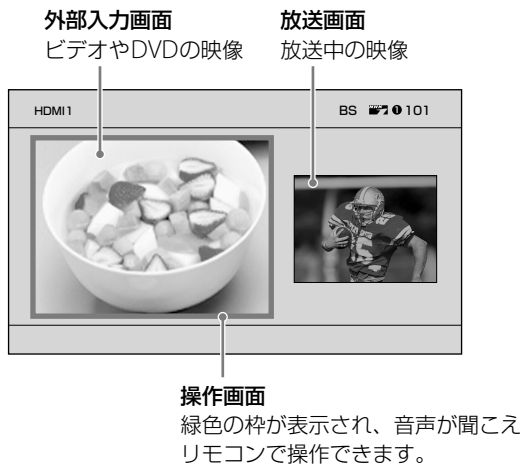 外部入力画面
ビデオやDVDの映像
放送画面
放送中の映像
HDMI1
BS 1 101
操作画面
緑色の枠が表示され、音声が聞こえ
リモコンで操作できます。